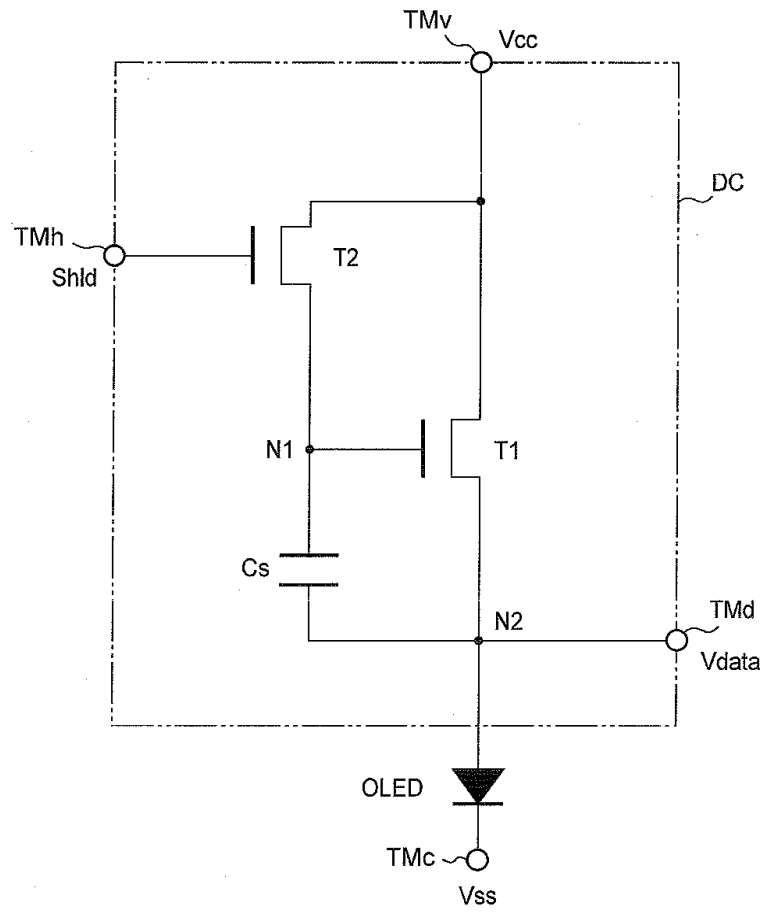 TMv
Vcc
DC
TMh
Shld
T2
N1
T1
Cs
N2
TMd
Vdata
OLED
TMc
Vss